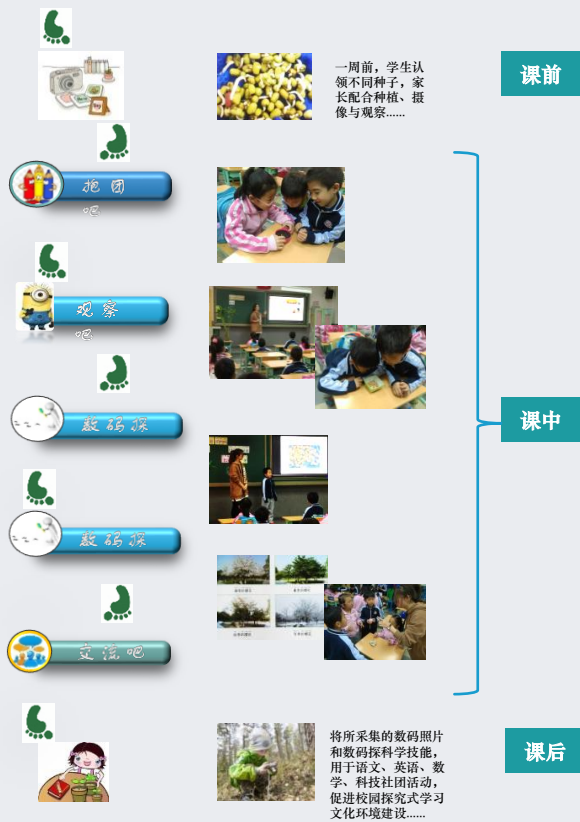 课前
一周前，学生认
领不同种子，家
长配合种植、摄
像与观察......
抱团
吧
观察
吧
数码探
课中
数码探
交流吧
课后
将所采集的数码照片
和数码探科学技能，
用于语文、英语、数
学、科技社团活动，
促进校园探究式学习
文化环境建设......